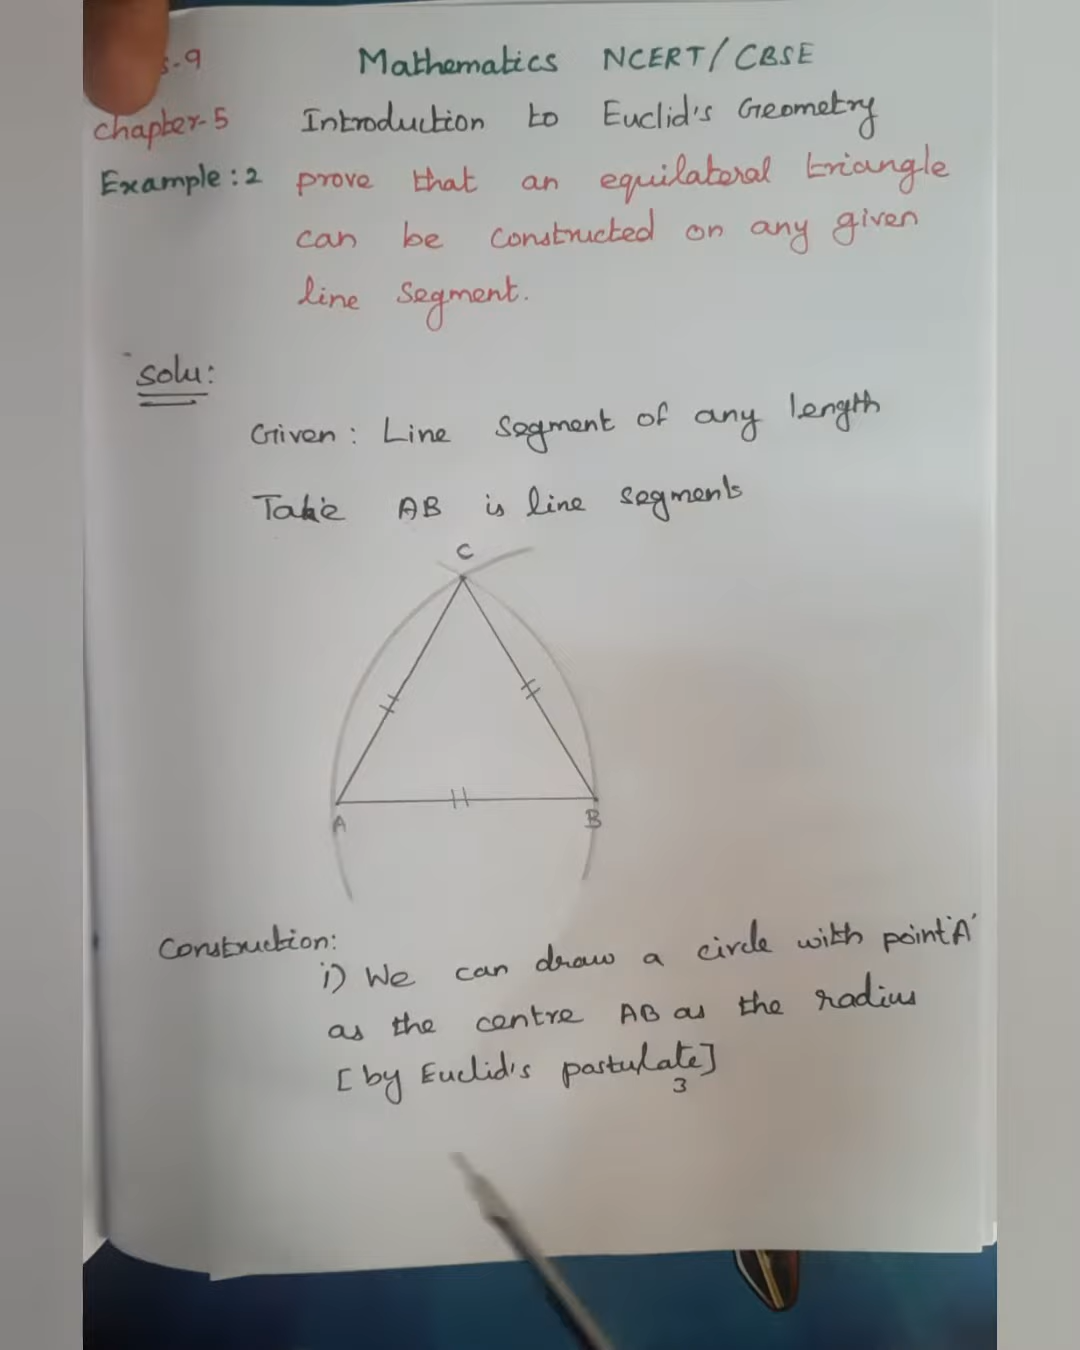 s-9 Mathematics NCERT/CBSE
Chapter-5 Introduction to Euclid's Geometry
Example:2 prove that an equilateral triangle
can be constructed on any given
line segment.
Solu:
Given: Line segment of any length
Take AB is line segments
C
A B
Construction:
i) We can draw a circle with point 'A'
as the centre AB as the radius
[by Euclid's pastulate]
3